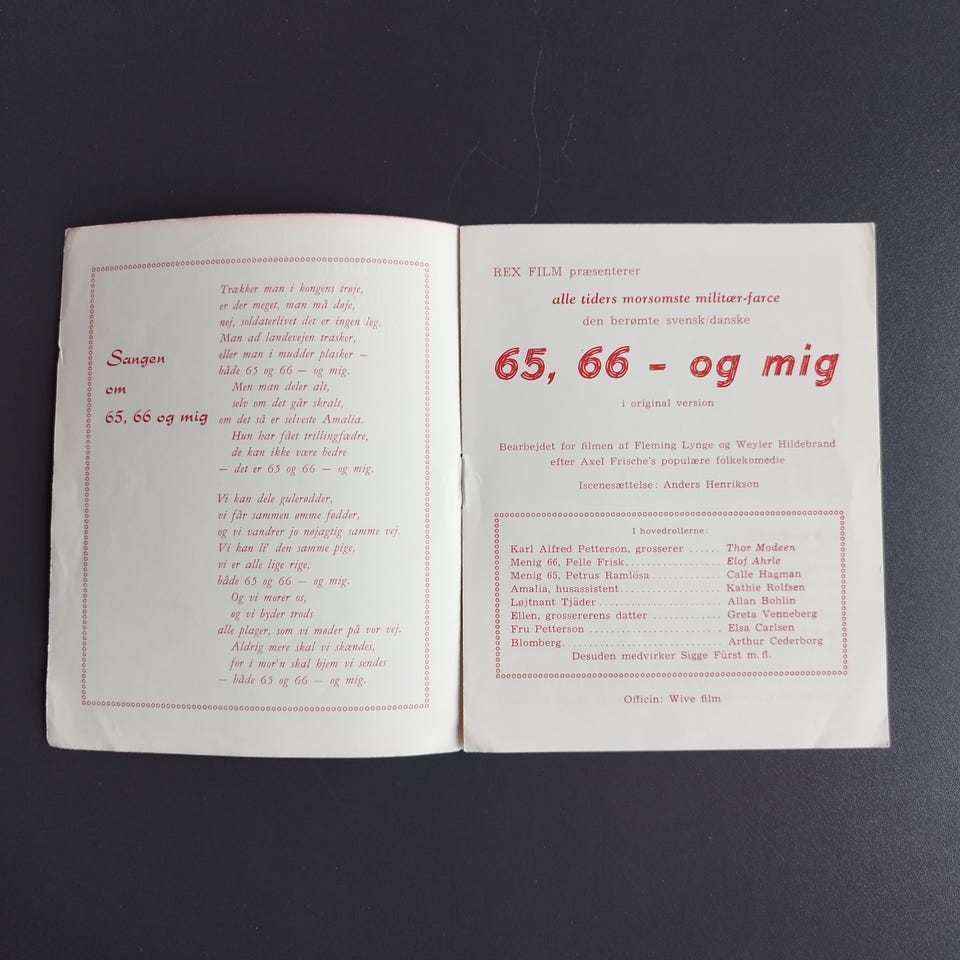 Sangen
om
65, 66 og mig
Trækker man i kongens trøje,
er der meget, man må døje,
nej, soldaterlivet det er ingen leg.
Man ad landevejen trasker,
eller man i mudder plasker —
både 65 og 66 — og mig.
Men man deler alt,
selv om det går skralt,
om det så er selveste Amalia.
Hun har fået trillingfædre,
de kan ikke være bedre
— det er 65 og 66 — og mig.
Vi kan dele gulerødder,
vi får sammen ømme fødder,
og vi vandrer jo nøjagtig samme vej.
Vi kan li' den samme pige,
vi er alle lige rige,
både 65 og 66 — og mig.
Og vi morer os,
og vi byder trods
alle plager, som vi møder på vor vej.
Aldrig mere skal vi skændes,
for i mor'n skal hjem vi sendes
— både 65 og 66 — og mig.
REX FILM præsenterer
alle tiders morsomste militær-farce
den berømte svensk/danske
65, 66 - og mig
i original version
Bearbejdet for filmen af Fleming Lynge og Weyler Hildebrand
efter Axel Frische's populære folkekomedie
Iscenesættelse: Anders Henrikson
I hovedrollerne:
Karl Alfred Petterson, grosserer ...... Thor Modeen
Menig 66, Pelle Frisk.................. Elof Ahrle
Menig 65, Petrus Ramlösa ............. Calle Hagman
Amalia, husassistent................... Kathie Rolfsen
Løjtnant Tjäder ....................... Allan Bohlin
Ellen, grossererens datter ............ Greta Venneberg
Fru Petterson ......................... Elsa Carlsen
Blomberg............................... Arthur Cederborg
Desuden medvirker Sigge Fürst m. fl.
Officin: Wive film